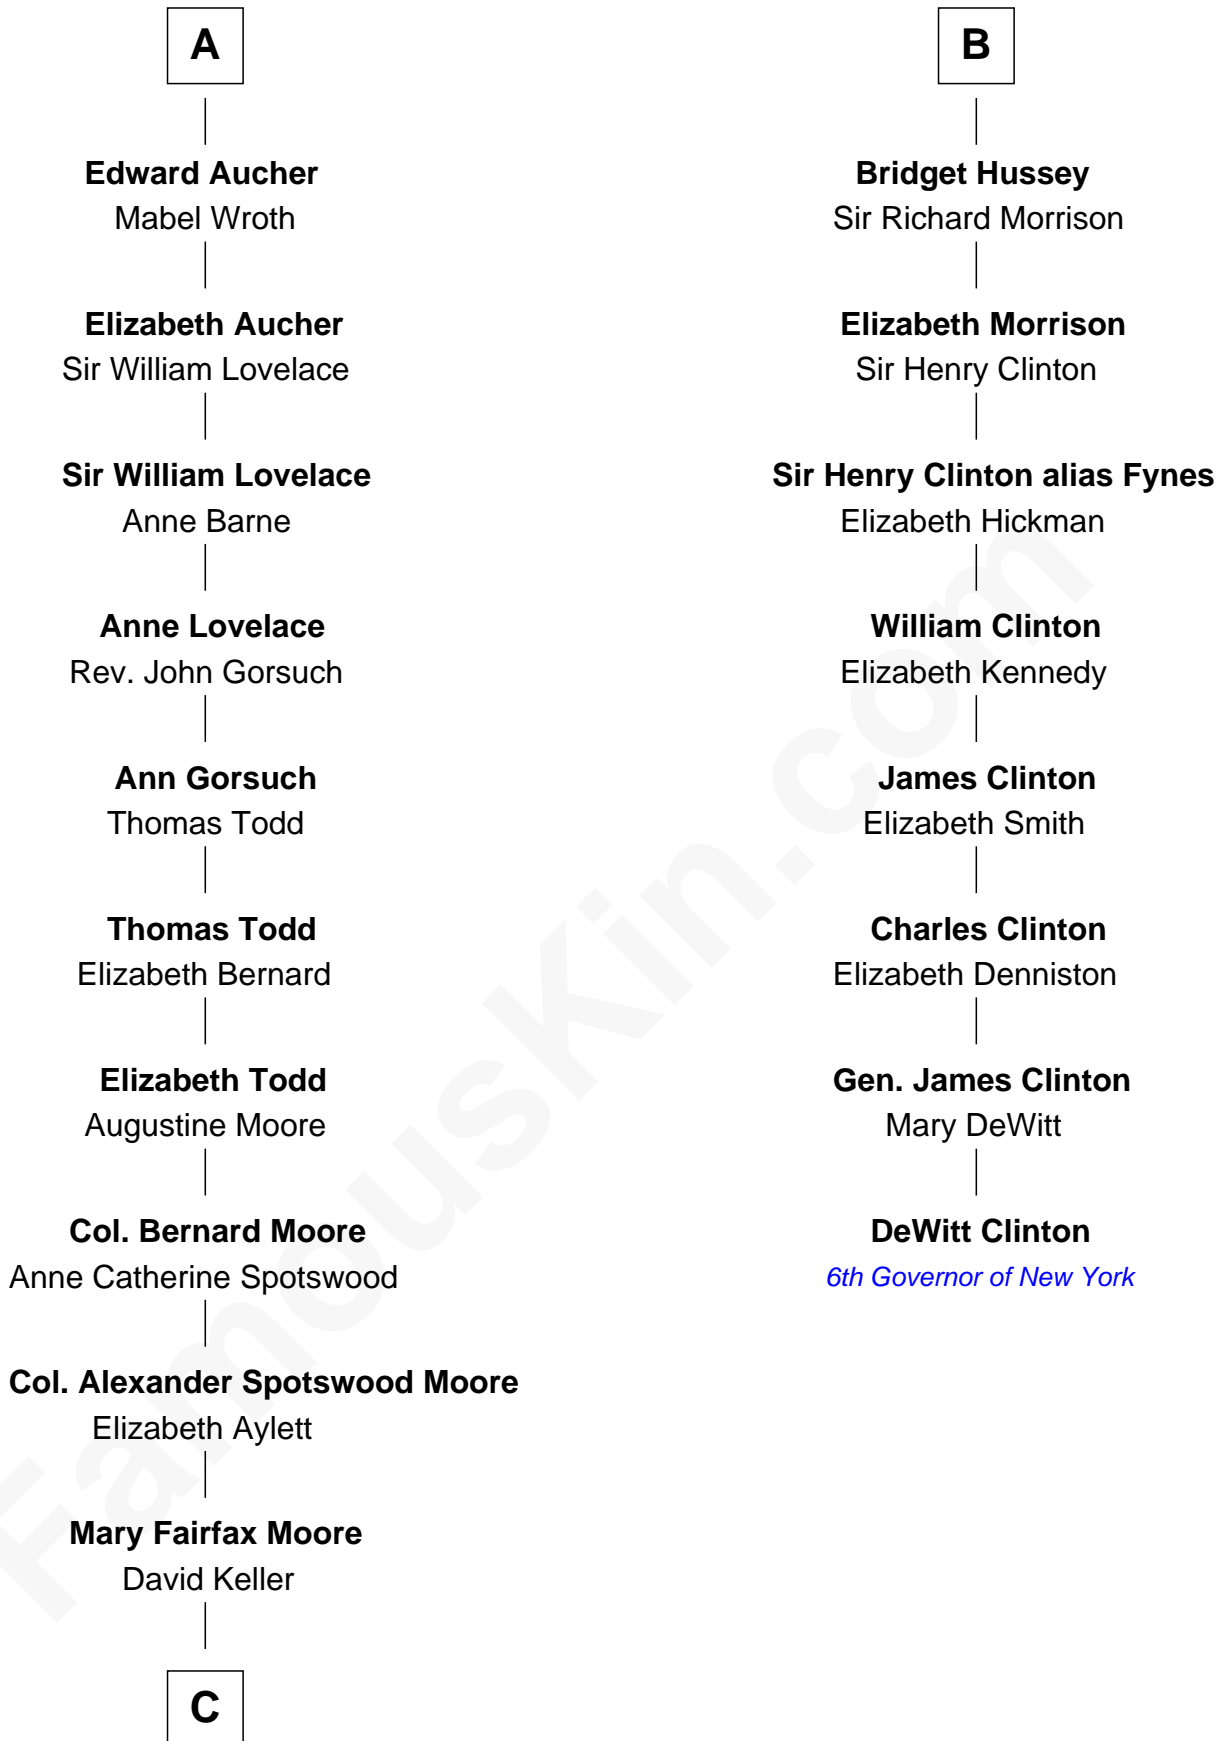 A
Edward Aucher
Mabel Wroth
Elizabeth Aucher
Sir William Lovelace
Sir William Lovelace
Anne Barne
Anne Lovelace
Rev. John Gorsuch
Ann Gorsuch
Thomas Todd
Thomas Todd
Elizabeth Bernard
Elizabeth Todd
Augustine Moore
Col. Bernard Moore
Anne Catherine Spotswood
Col. Alexander Spotswood Moore
Elizabeth Aylett
Mary Fairfax Moore
David Keller
C
B
Bridget Hussey
Sir Richard Morrison
Elizabeth Morrison
Sir Henry Clinton
Sir Henry Clinton alias Fynes
Elizabeth Hickman
William Clinton
Elizabeth Kennedy
James Clinton
Elizabeth Smith
Charles Clinton
Elizabeth Denniston
Gen. James Clinton
Mary DeWitt
DeWitt Clinton
6th Governor of New York
FamousKin.com